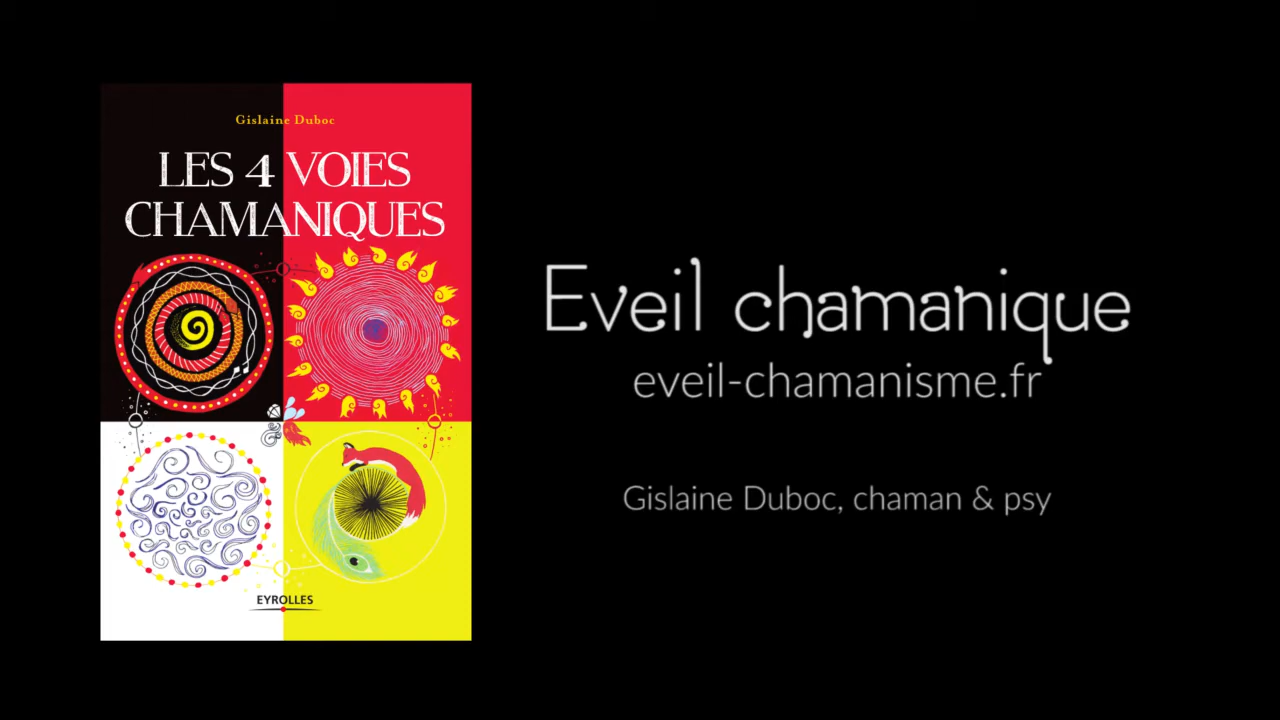 Gislaine Duboc
LES 4 VOIES
CHAMANIQUES
EYROLLES
Eveil chamanique
eveil-chamanisme.fr
Gislaine Duboc, chaman & psy